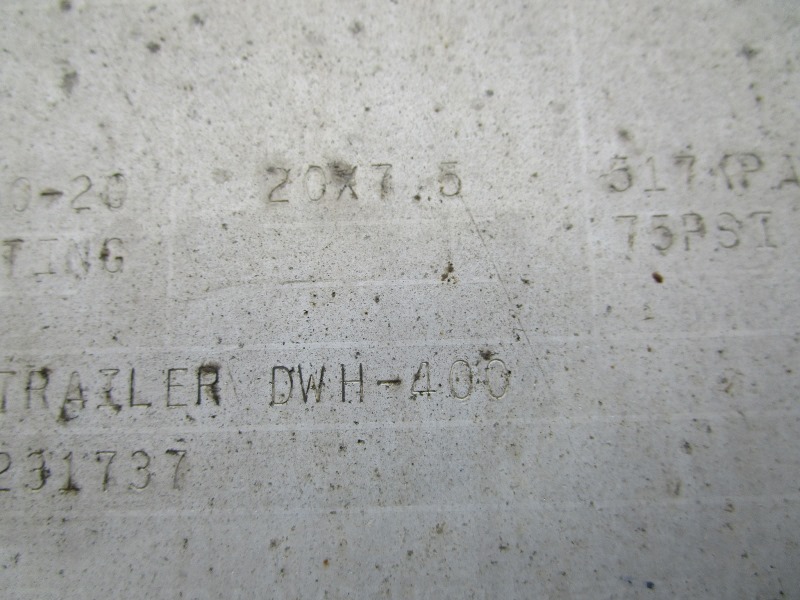 0-20 20X7.5 517KPA
TING 75PSI
TRAILER DWH-400
231737